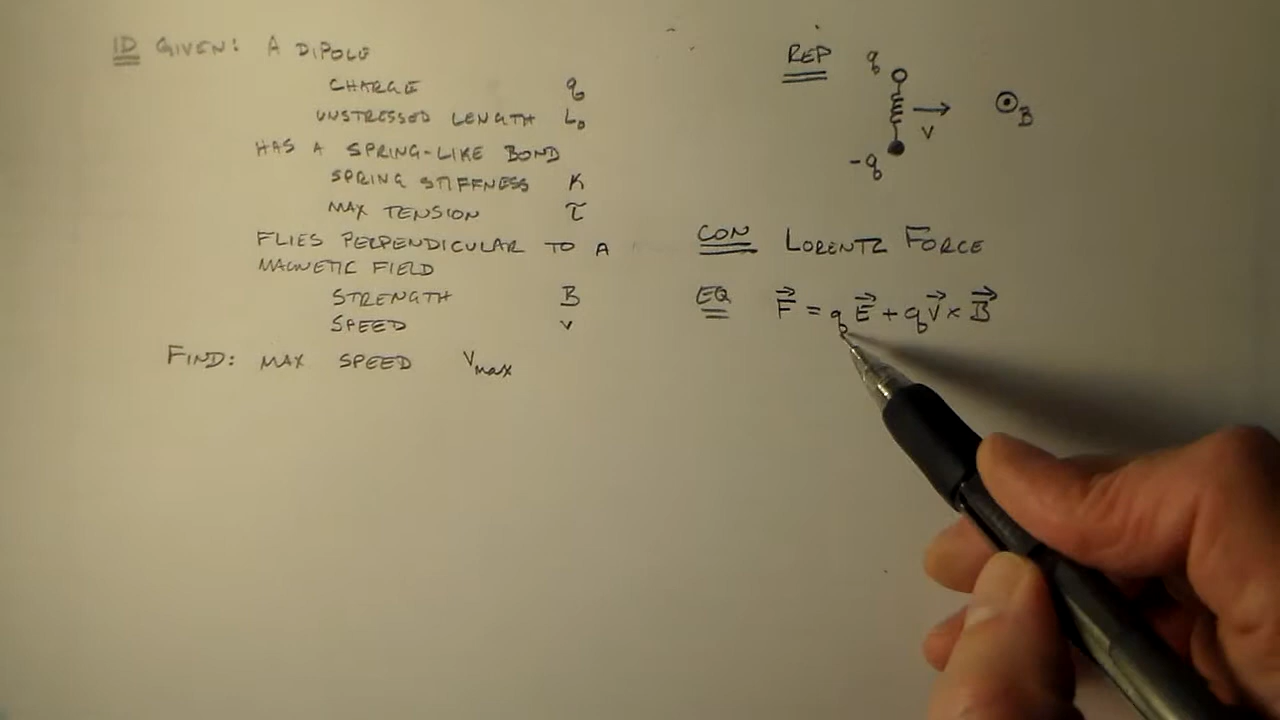 ID GIVEN: A DIPOLE
CHARGE q
UNSTRESSED LENGTH L₀
HAS A SPRING-LIKE BOND
SPRING STIFFNESS K
MAX TENSION τ
FLIES PERPENDICULAR TO A
MAGNETIC FIELD
STRENGTH B
SPEED v
FIND: MAX SPEED vmax
REP q
v
B
-q
CON LORENTZ FORCE
EQ F⃗ = qE⃗ + qV⃗ × B⃗